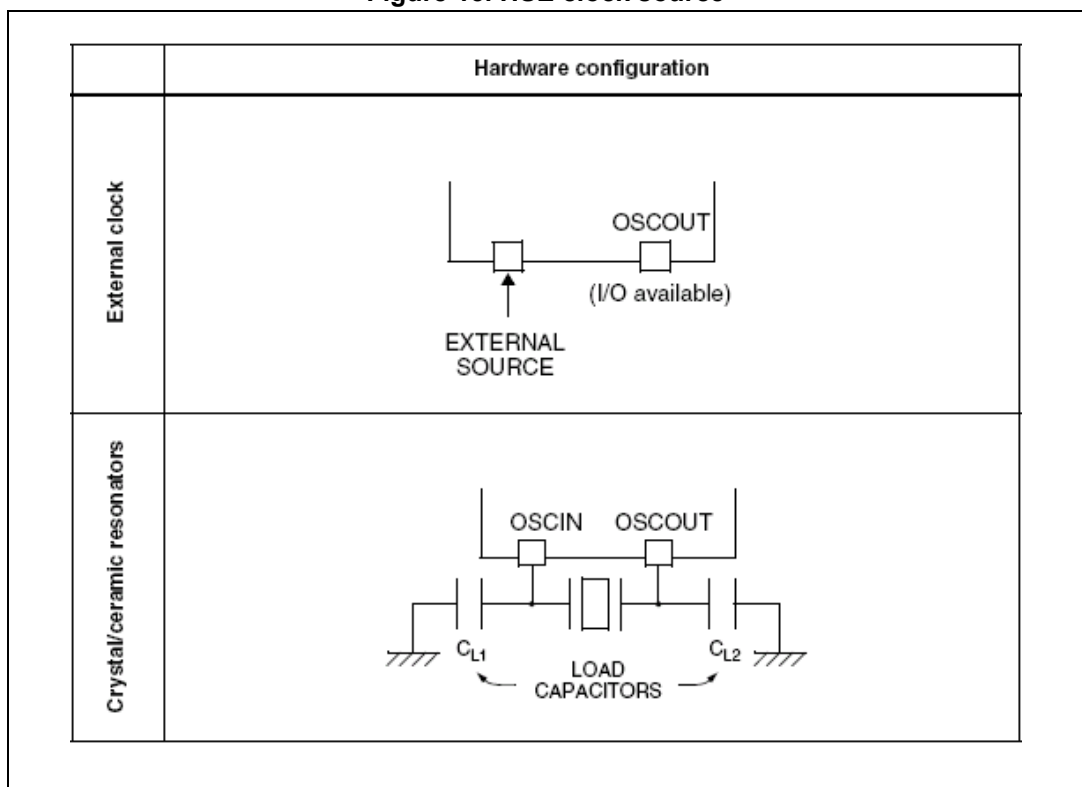 Hardware configuration
External clock
OSCOUT
(I/O available)
EXTERNAL
SOURCE
Crystal/ceramic resonators
OSCIN OSCOUT
CL1
CL2
LOAD
CAPACITORS